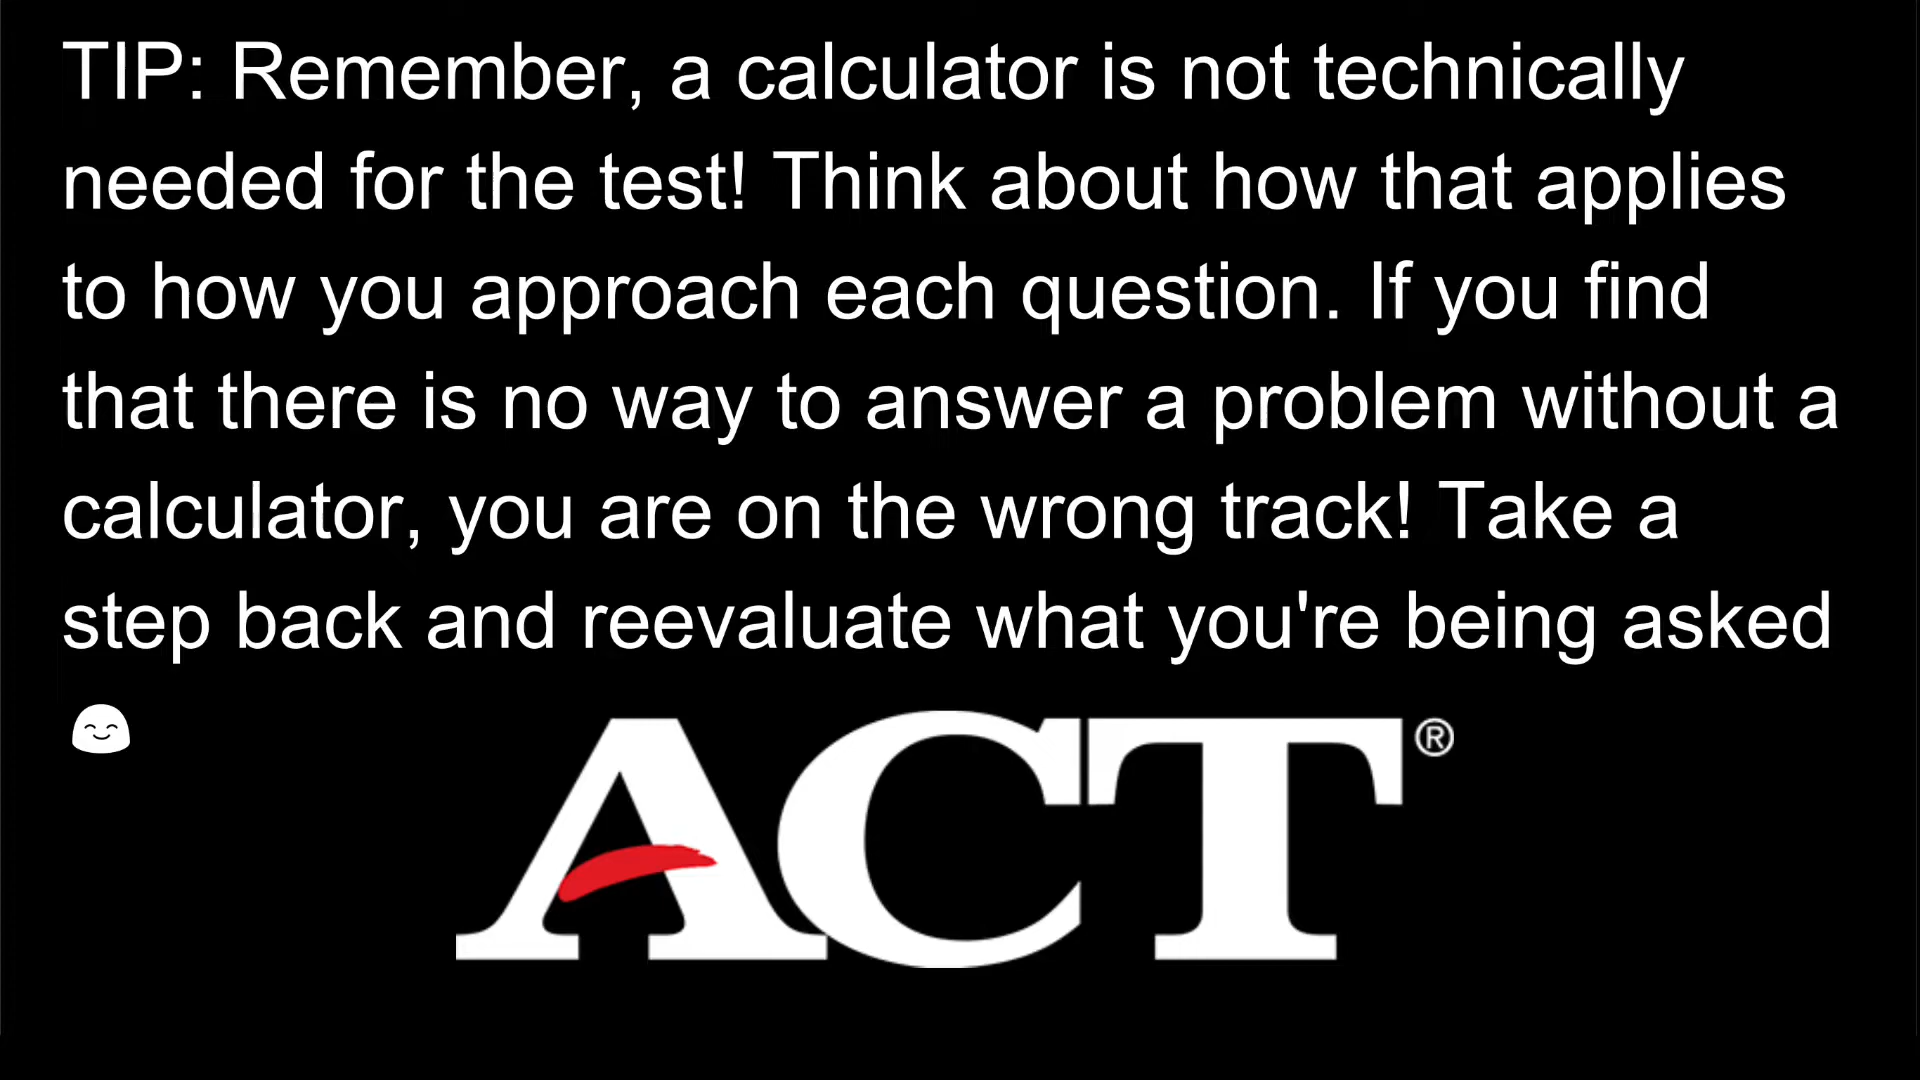 TIP: Remember, a calculator is not technically
needed for the test! Think about how that applies
to how you approach each question. If you find
that there is no way to answer a problem without a
calculator, you are on the wrong track! Take a
step back and reevaluate what you're being asked
😊
ACT®